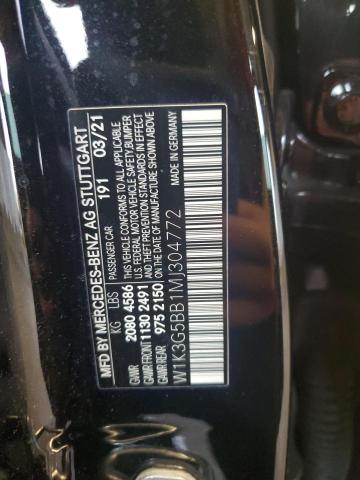 MFD BY MERCEDES-BENZ AG STUTTGART
PASSENGER CAR 191 03/21
KG LBS
GVWR 2080 4586
GAWR FRONT 1130 2491
GAWR REAR 975 2150
THIS VEHICLE CONFORMS TO ALL APPLICABLE
U.S. FEDERAL MOTOR VEHICLE SAFETY, BUMPER
AND THEFT PREVENTION STANDARDS IN EFFECT
ON THE DATE OF MANUFACTURE SHOWN ABOVE
MADE IN GERMANY
W1K3G5BB1MJ304772